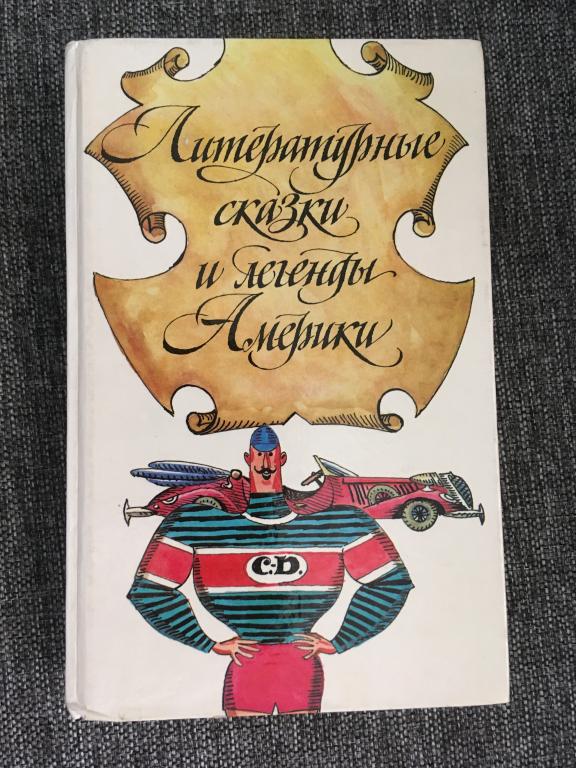 Литературные
сказки
и легенды
Америки
C.-D.